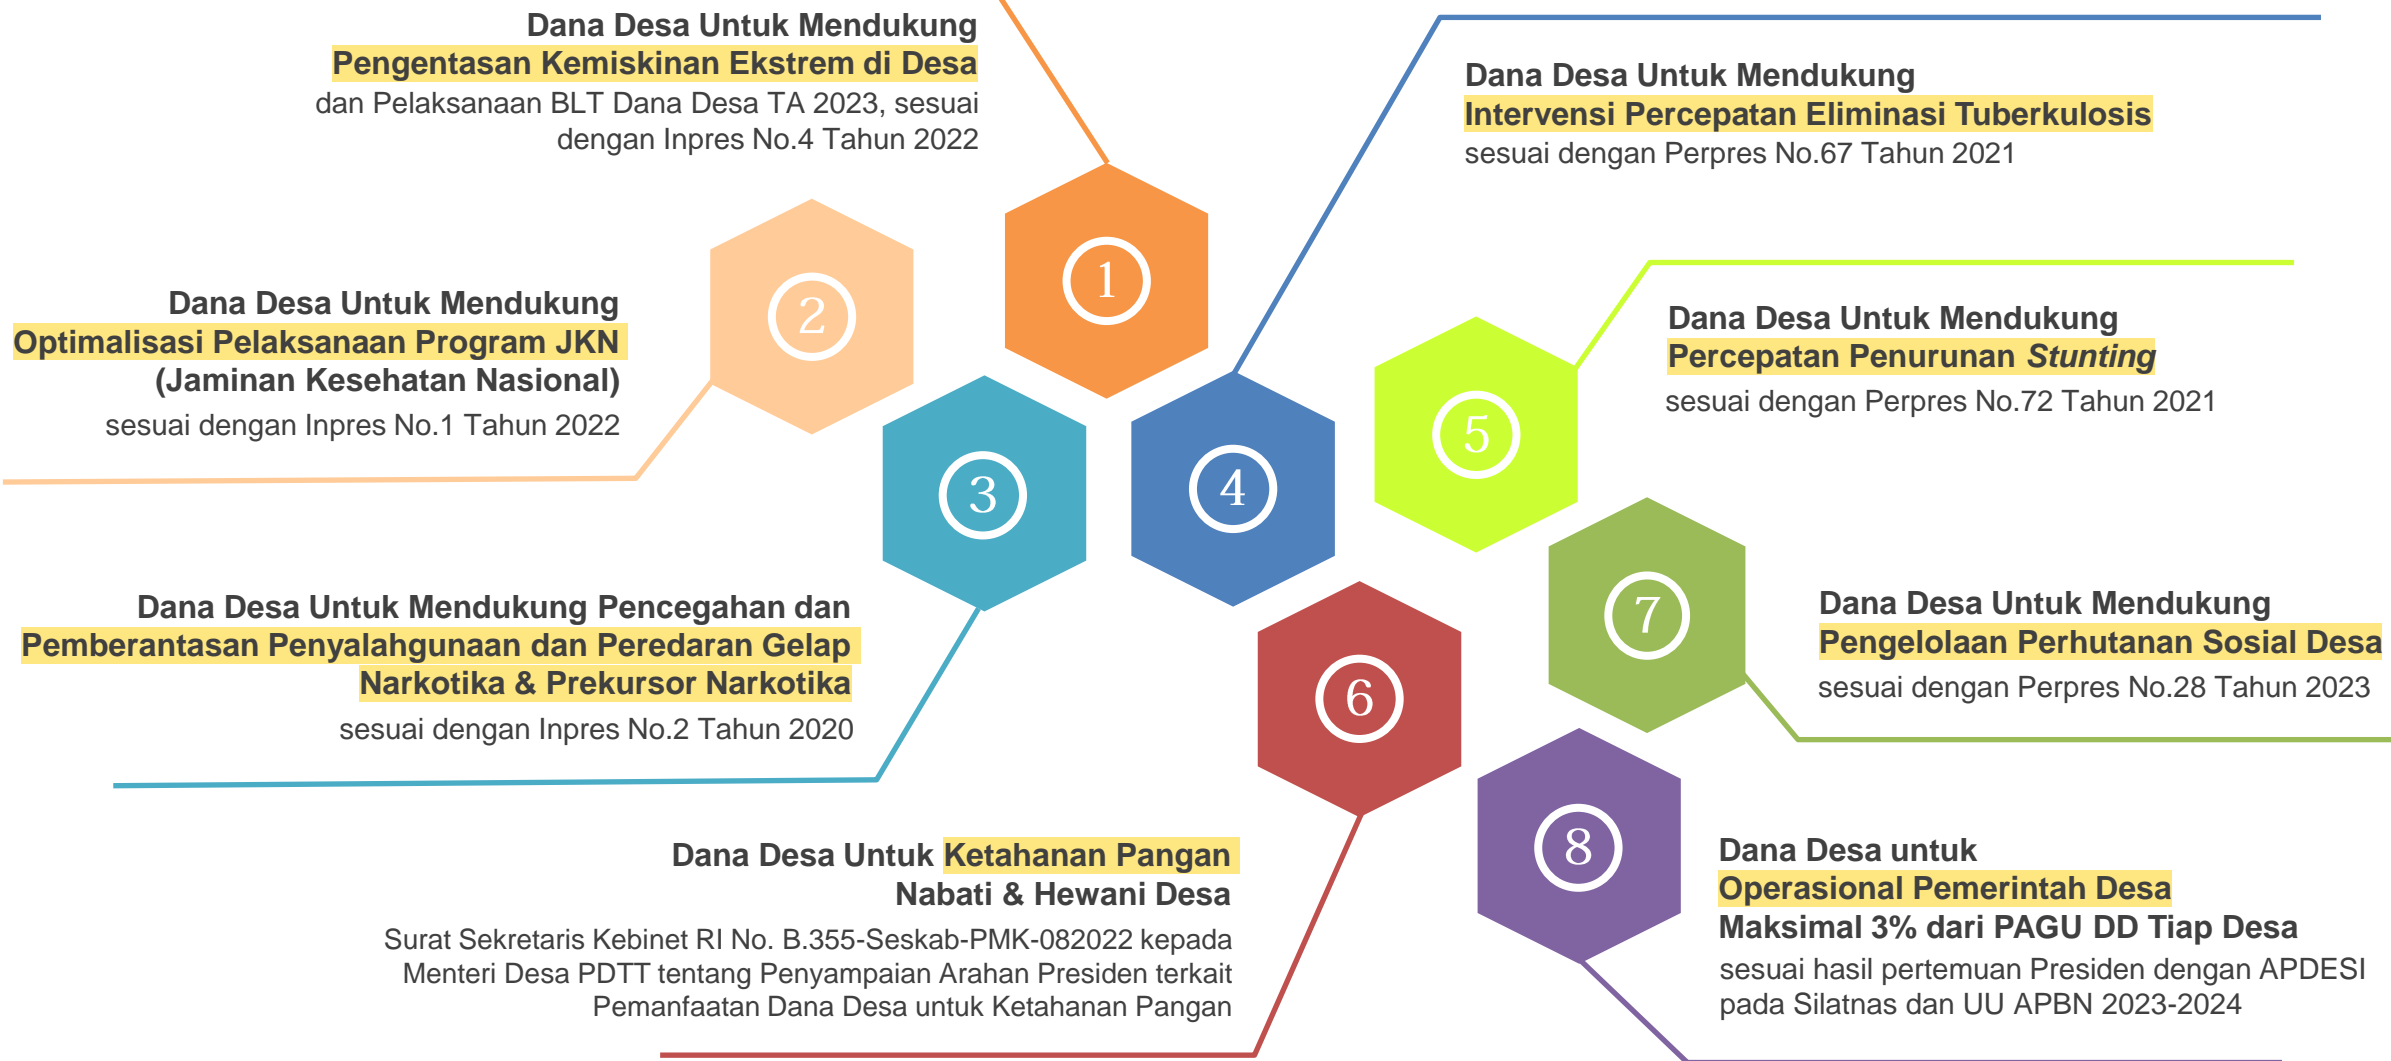 Dana Desa Untuk Mendukung
Pengentasan Kemiskinan Ekstrem di Desa
dan Pelaksanaan BLT Dana Desa TA 2023, sesuai
dengan Inpres No.4 Tahun 2022
1
Dana Desa Untuk Mendukung
Optimalisasi Pelaksanaan Program JKN
(Jaminan Kesehatan Nasional)
sesuai dengan Inpres No.1 Tahun 2022
2
Dana Desa Untuk Mendukung Pencegahan dan
Pemberantasan Penyalahgunaan dan Peredaran Gelap
Narkotika & Prekursor Narkotika
sesuai dengan Inpres No.2 Tahun 2020
3
Dana Desa Untuk Mendukung
Intervensi Percepatan Eliminasi Tuberkulosis
sesuai dengan Perpres No.67 Tahun 2021
4
Dana Desa Untuk Mendukung
Percepatan Penurunan Stunting
sesuai dengan Perpres No.72 Tahun 2021
5
Dana Desa Untuk Ketahanan Pangan
Nabati & Hewani Desa
Surat Sekretaris Kebinet RI No. B.355-Seskab-PMK-082022 kepada
Menteri Desa PDTT tentang Penyampaian Arahan Presiden terkait
Pemanfaatan Dana Desa untuk Ketahanan Pangan
6
Dana Desa Untuk Mendukung
Pengelolaan Perhutanan Sosial Desa
sesuai dengan Perpres No.28 Tahun 2023
7
Dana Desa untuk
Operasional Pemerintah Desa
Maksimal 3% dari PAGU DD Tiap Desa
sesuai hasil pertemuan Presiden dengan APDESI
pada Silatnas dan UU APBN 2023-2024
8